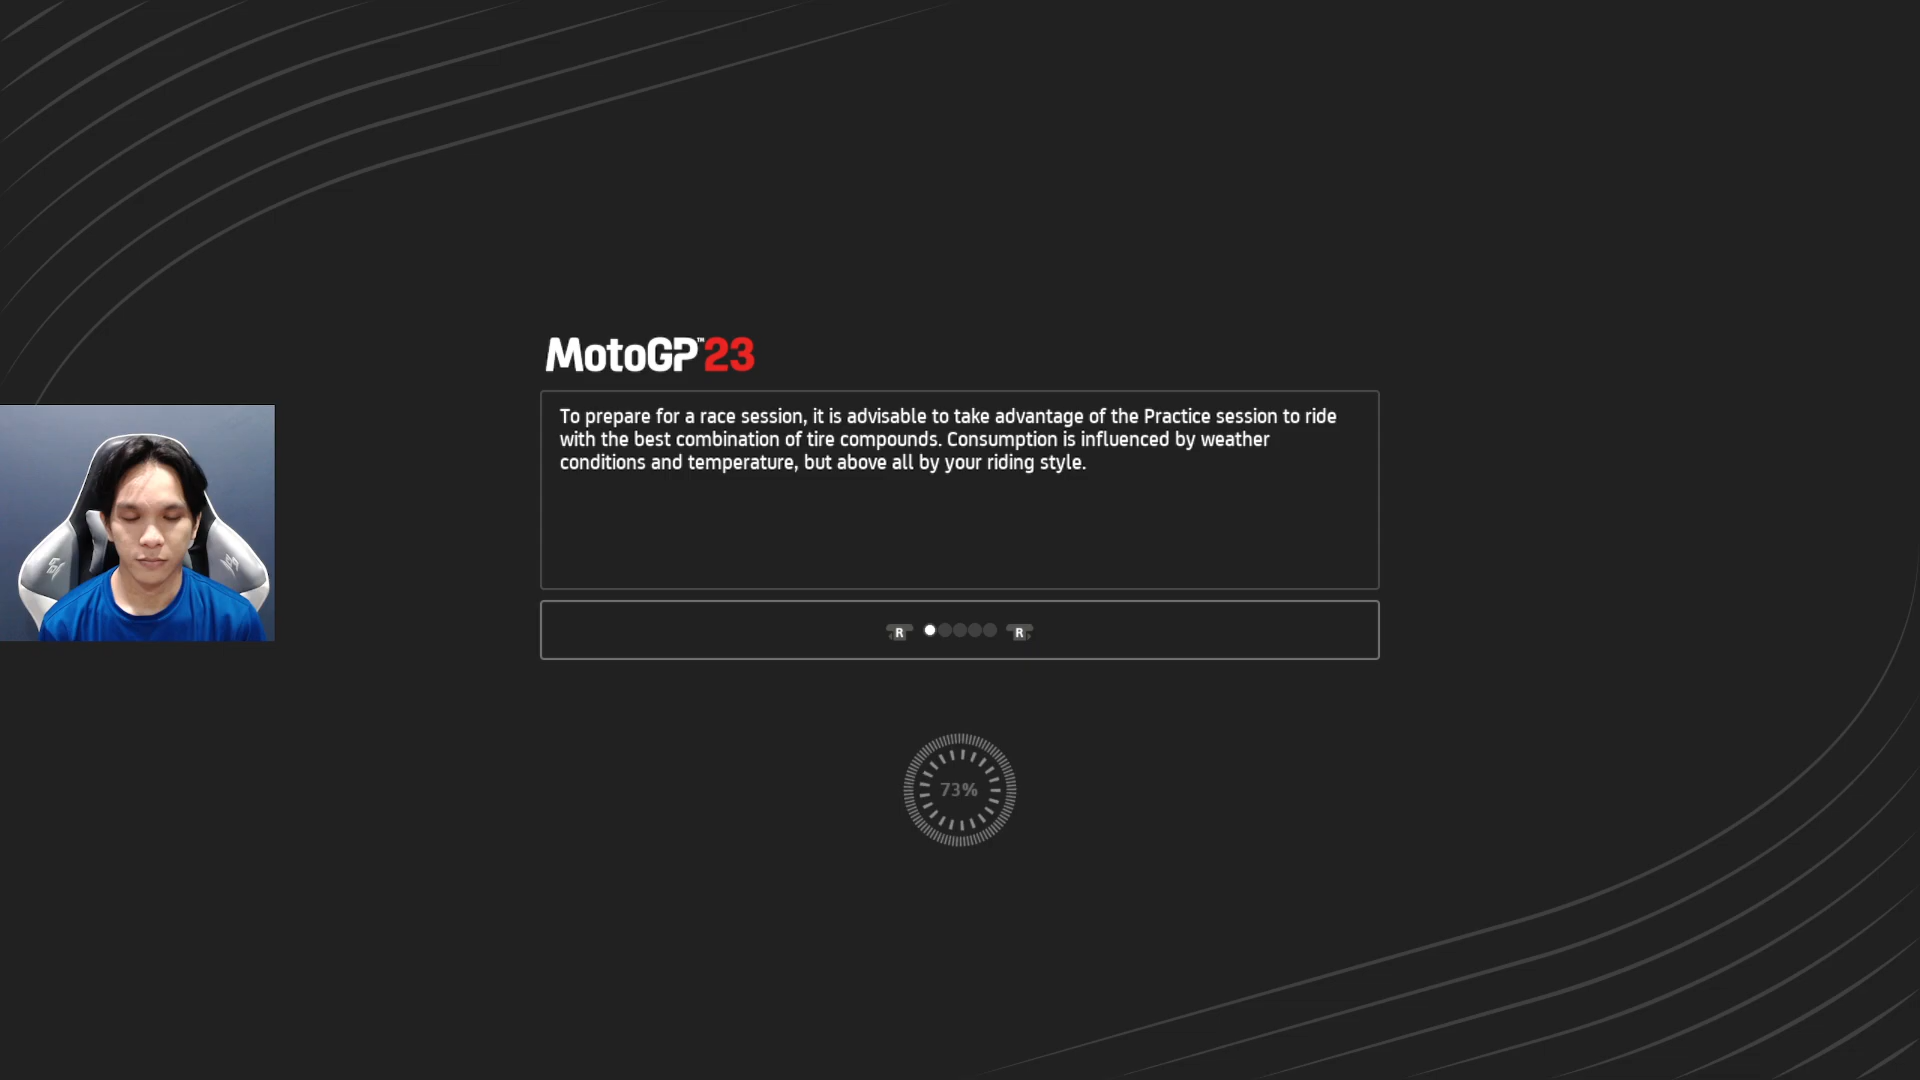 MotoGP™23
To prepare for a race session, it is advisable to take advantage of the Practice session to ride
with the best combination of tire compounds. Consumption is influenced by weather
conditions and temperature, but above all by your riding style.
R R
73%